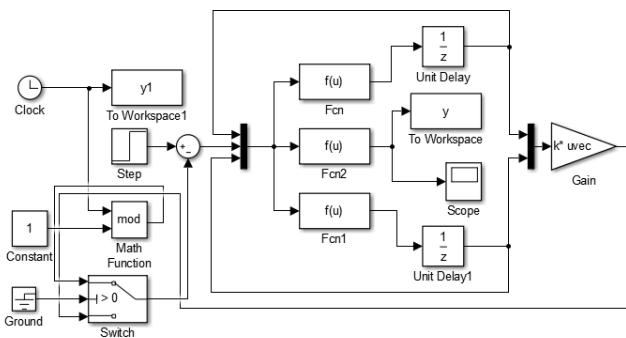 1
z
Unit Delay
f(u)
Fcn
Clock
y1
To Workspace1
y
To Workspace
Step
+
−
f(u)
Fcn2
k* uvec
Gain
Scope
mod
Math
Function
1
Constant
f(u)
Fcn1
1
z
Unit Delay1
> 0
Ground
Switch